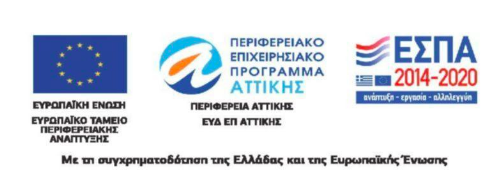 ΕΥΡΩΠΑΪΚΗ ΕΝΩΣΗ
ΕΥΡΩΠΑΪΚΟ ΤΑΜΕΙΟ
ΠΕΡΙΦΕΡΕΙΑΚΗΣ
ΑΝΑΠΤΥΞΗΣ
ΠΕΡΙΦΕΡΕΙΑΚΟ
ΕΠΙΧΕΙΡΗΣΙΑΚΟ
ΠΡΟΓΡΑΜΜΑ
ΑΤΤΙΚΗΣ
ΠΕΡΙΦΕΡΕΙΑ ΑΤΤΙΚΗΣ
ΕΥΔ ΕΠ ΑΤΤΙΚΗΣ
ΕΣΠΑ
2014-2020
ανάπτυξη - εργασία - αλληλεγγύη
Με τη συγχρηματοδότηση της Ελλάδας και της Ευρωπαϊκής Ένωσης